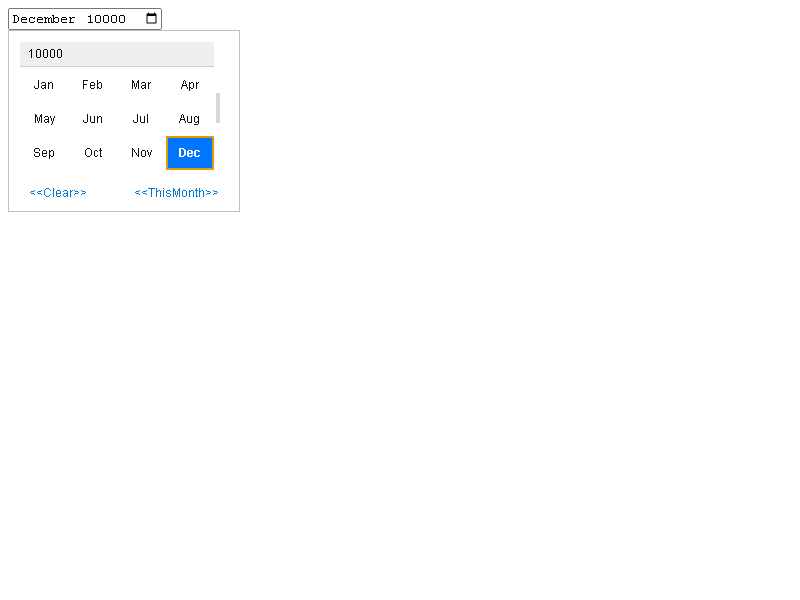 December 10000
10000
Jan Feb Mar Apr
May Jun Jul Aug
Sep Oct Nov Dec
<<Clear>> <<ThisMonth>>